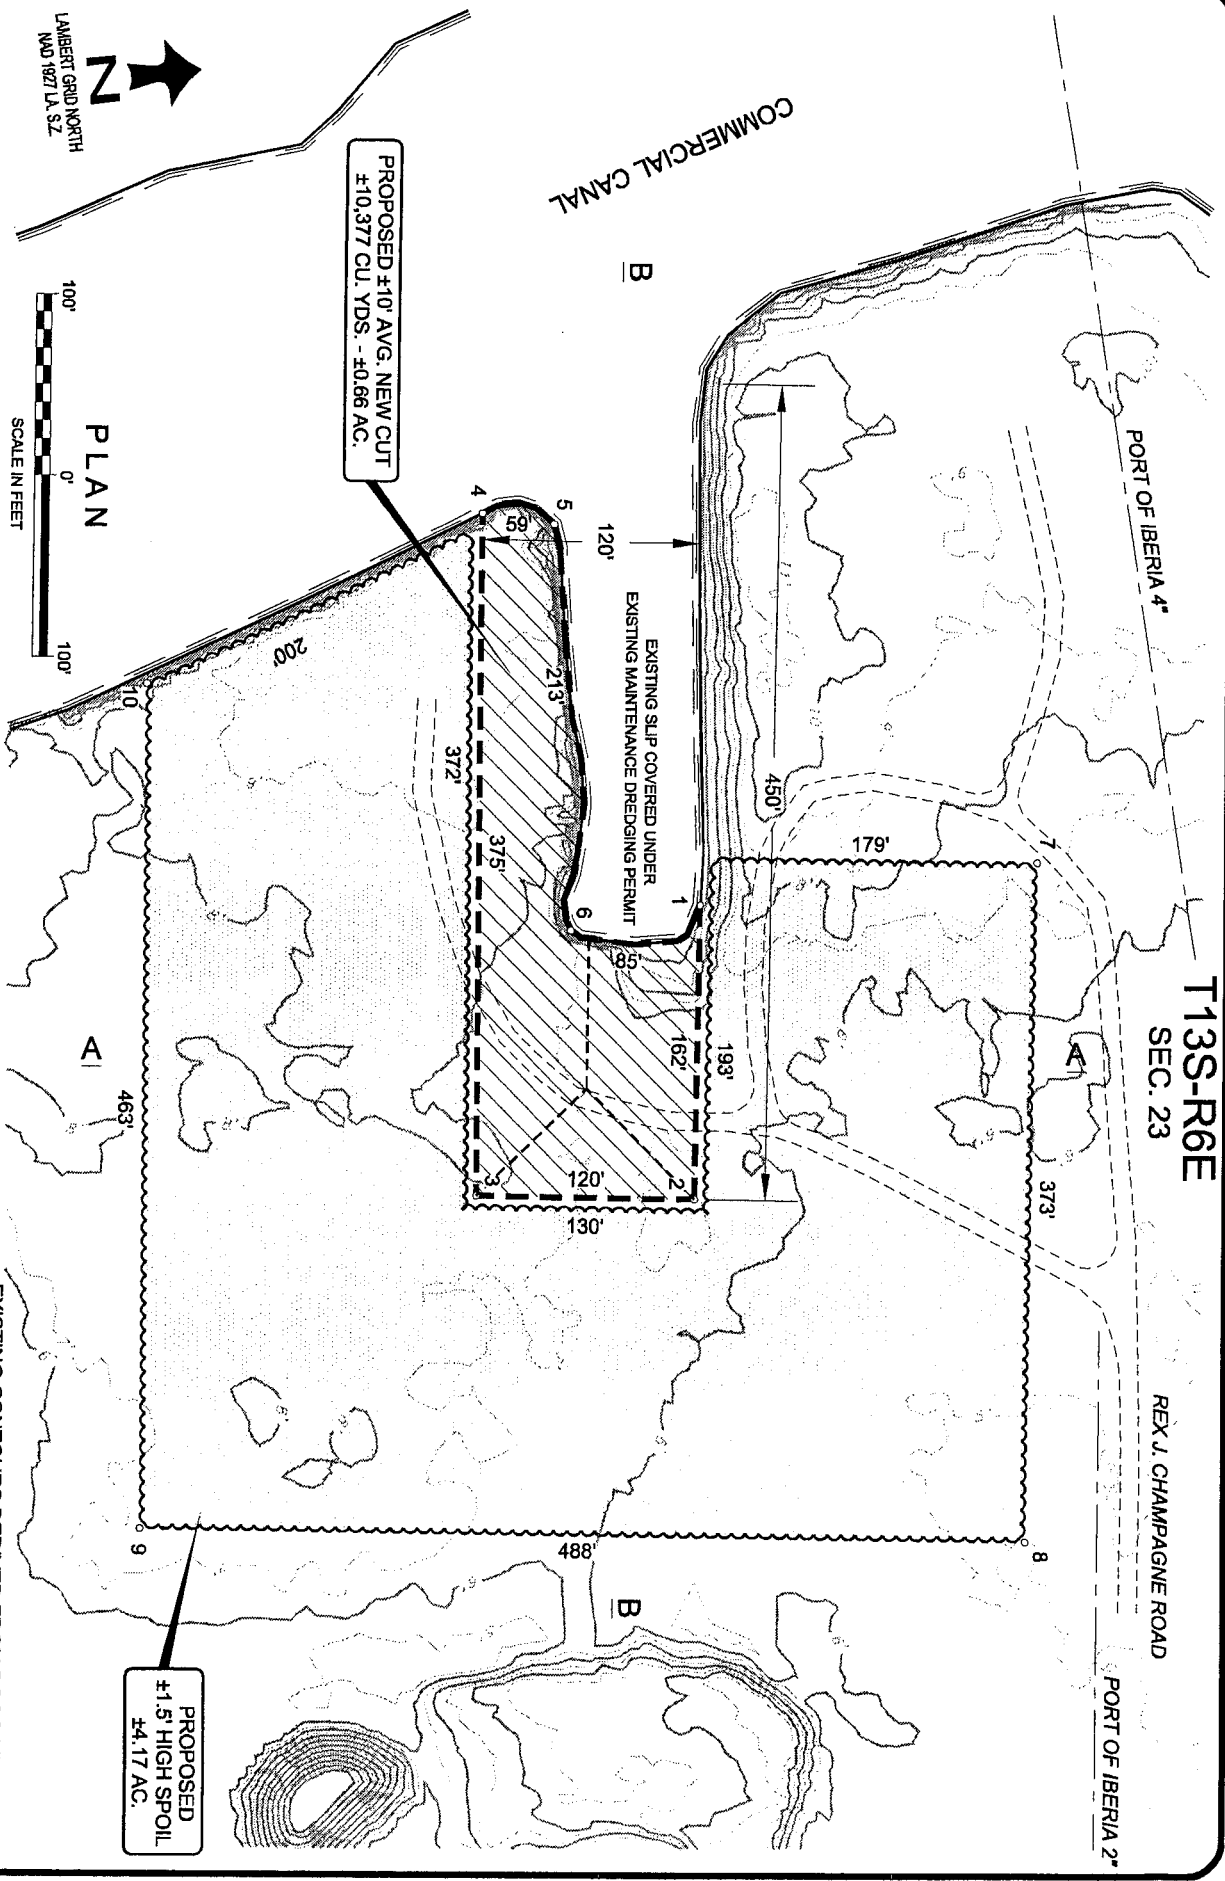 T13S-R6E
SEC. 23
REX J. CHAMPAGNE ROAD
PORT OF IBERIA 4"
PORT OF IBERIA 2"
COMMERCIAL CANAL
B
B
A
A
7
8
9
10
1
2
3
4
5
6
179'
373'
450'
193'
162'
85'
120'
120'
130'
59'
213'
375'
372'
200'
463'
488'
EXISTING SLIP COVERED UNDER
EXISTING MAINTENANCE DREDGING PERMIT
PROPOSED ±10' AVG. NEW CUT
±10,377 CU. YDS. - ±0.66 AC.
PROPOSED
±1.5' HIGH SPOIL
±4.17 AC.
PLAN
100'
0'
100'
SCALE IN FEET
N
LAMBERT GRID NORTH
NAD 1927 LA. S.Z.